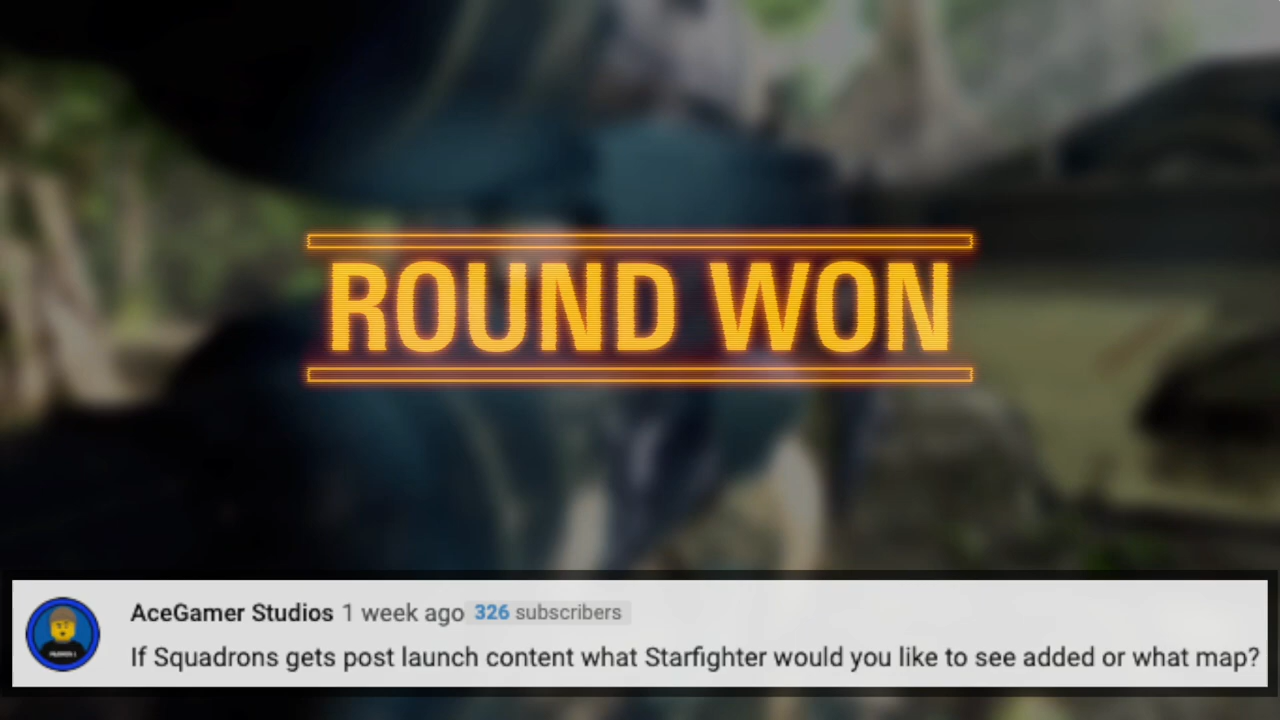 ROUND WON
AceGamer Studios 1 week ago 326 subscribers
If Squadrons gets post launch content what Starfighter would you like to see added or what map?